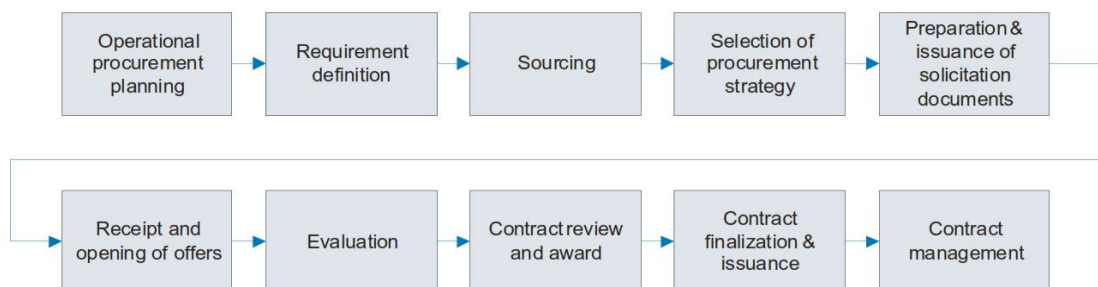 Operational
procurement
planning
Requirement
definition
Sourcing
Selection of
procurement
strategy
Preparation &
issuance of
solicitation
documents
Receipt and
opening of offers
Evaluation
Contract review
and award
Contract
finalization &
issuance
Contract
management